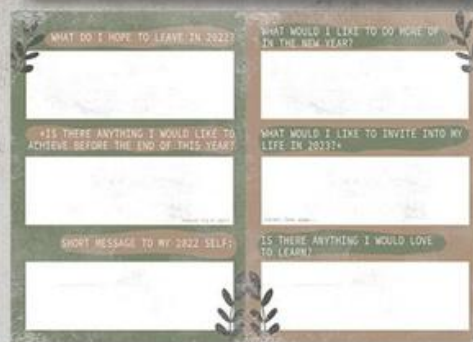 WHAT DO I HOPE TO LEAVE IN 2022?
*IS THERE ANYTHING I WOULD LIKE TO
ACHIEVE BEFORE THE END OF THIS YEAR?
SHORT MESSAGE TO MY 2022 SELF:
WHAT WOULD I LIKE TO DO MORE OF
IN THE NEW YEAR?
WHAT WOULD I LIKE TO INVITE INTO MY
LIFE IN 2023?*
IS THERE ANYTHING I WOULD LOVE
TO LEARN?